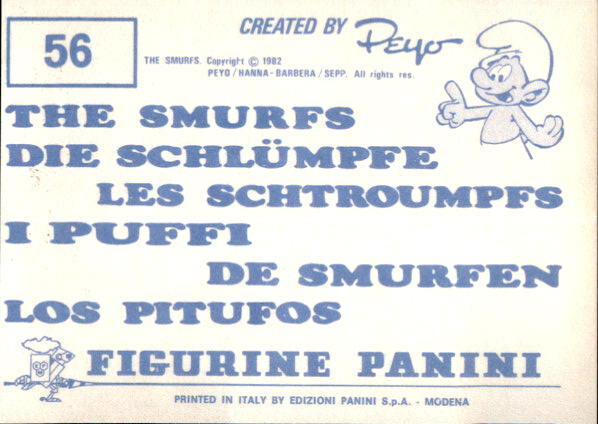 56
CREATED BY Peyo
THE SMURFS. Copyright © 1982
PEYO/HANNA-BARBERA/SEPP. All rights res.
THE SMURFS
DIE SCHLÜMPFE
LES SCHTROUMPFS
I PUFFI
DE SMURFEN
LOS PITUFOS
FIGURINE PANINI
PRINTED IN ITALY BY EDIZIONI PANINI S.p.A. - MODENA